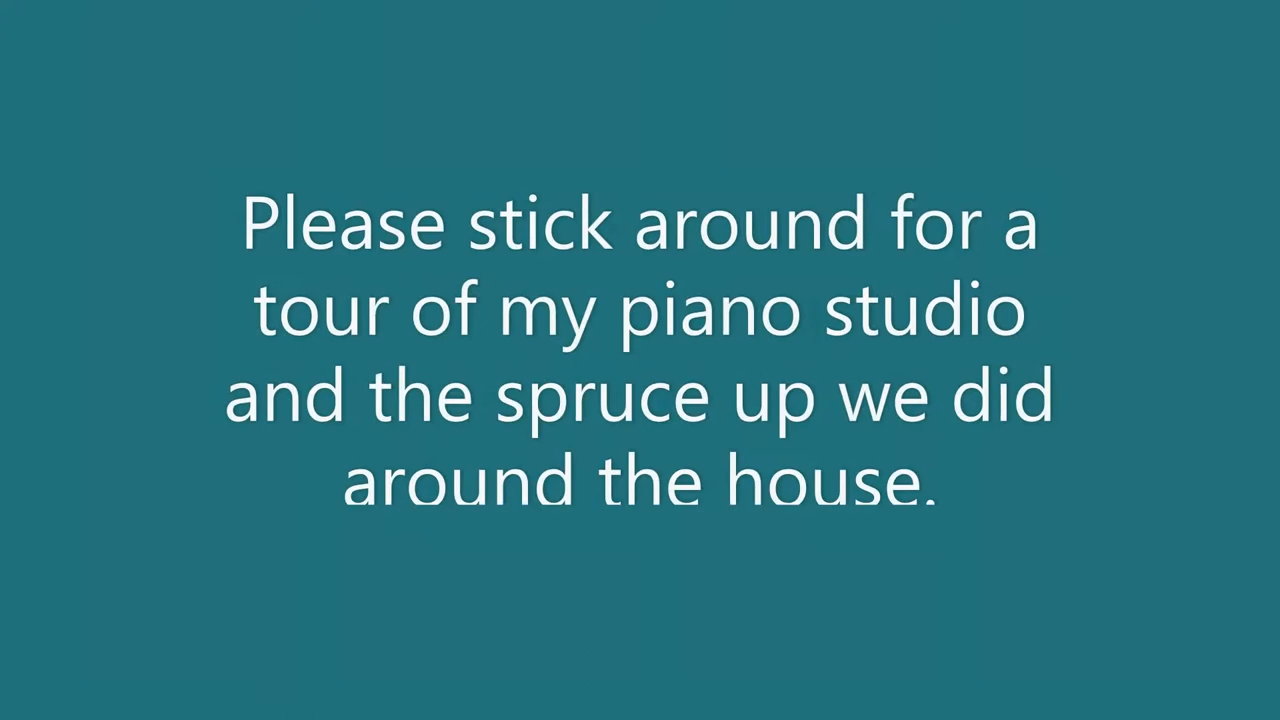 Please stick around for a
tour of my piano studio
and the spruce up we did
around the house.